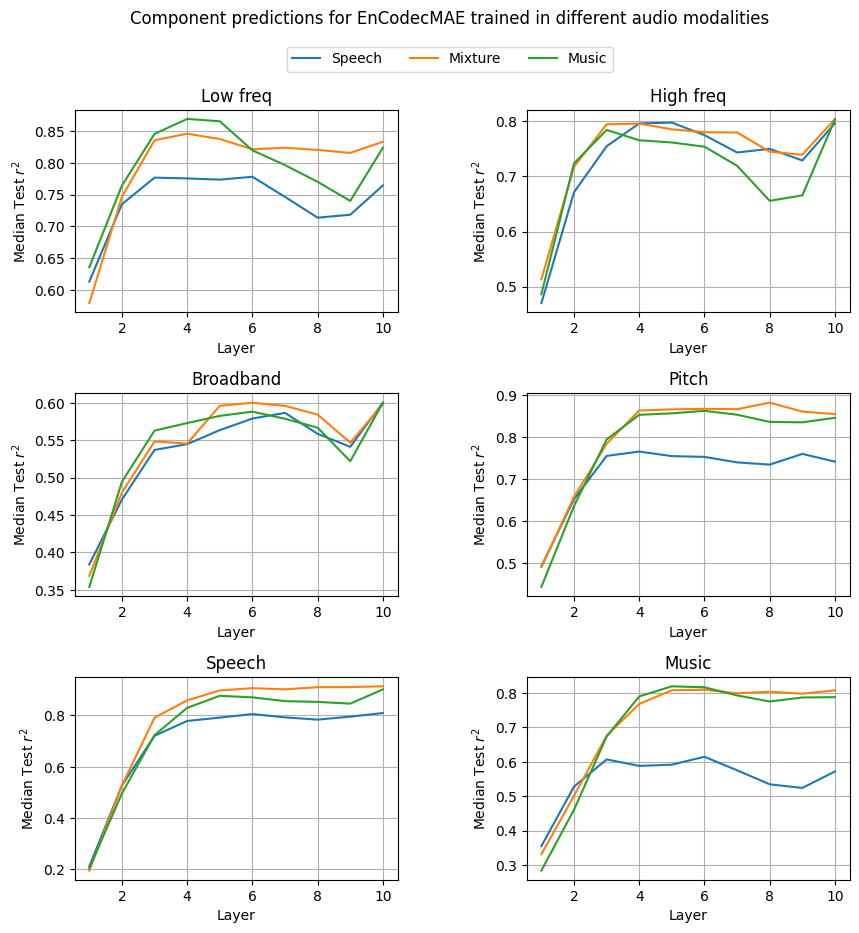 Component predictions for EnCodecMAE trained in different audio modalities
Speech Mixture Music
Low freq
0.85
0.80
0.75
0.70
0.65
0.60
Median Test r²
2 4 6 8 10
Layer
High freq
0.8
0.7
0.6
0.5
Median Test r²
2 4 6 8 10
Layer
Broadband
0.60
0.55
0.50
0.45
0.40
0.35
Median Test r²
2 4 6 8 10
Layer
Pitch
0.9
0.8
0.7
0.6
0.5
Median Test r²
2 4 6 8 10
Layer
Speech
0.8
0.6
0.4
0.2
Median Test r²
2 4 6 8 10
Layer
Music
0.8
0.7
0.6
0.5
0.4
0.3
Median Test r²
2 4 6 8 10
Layer